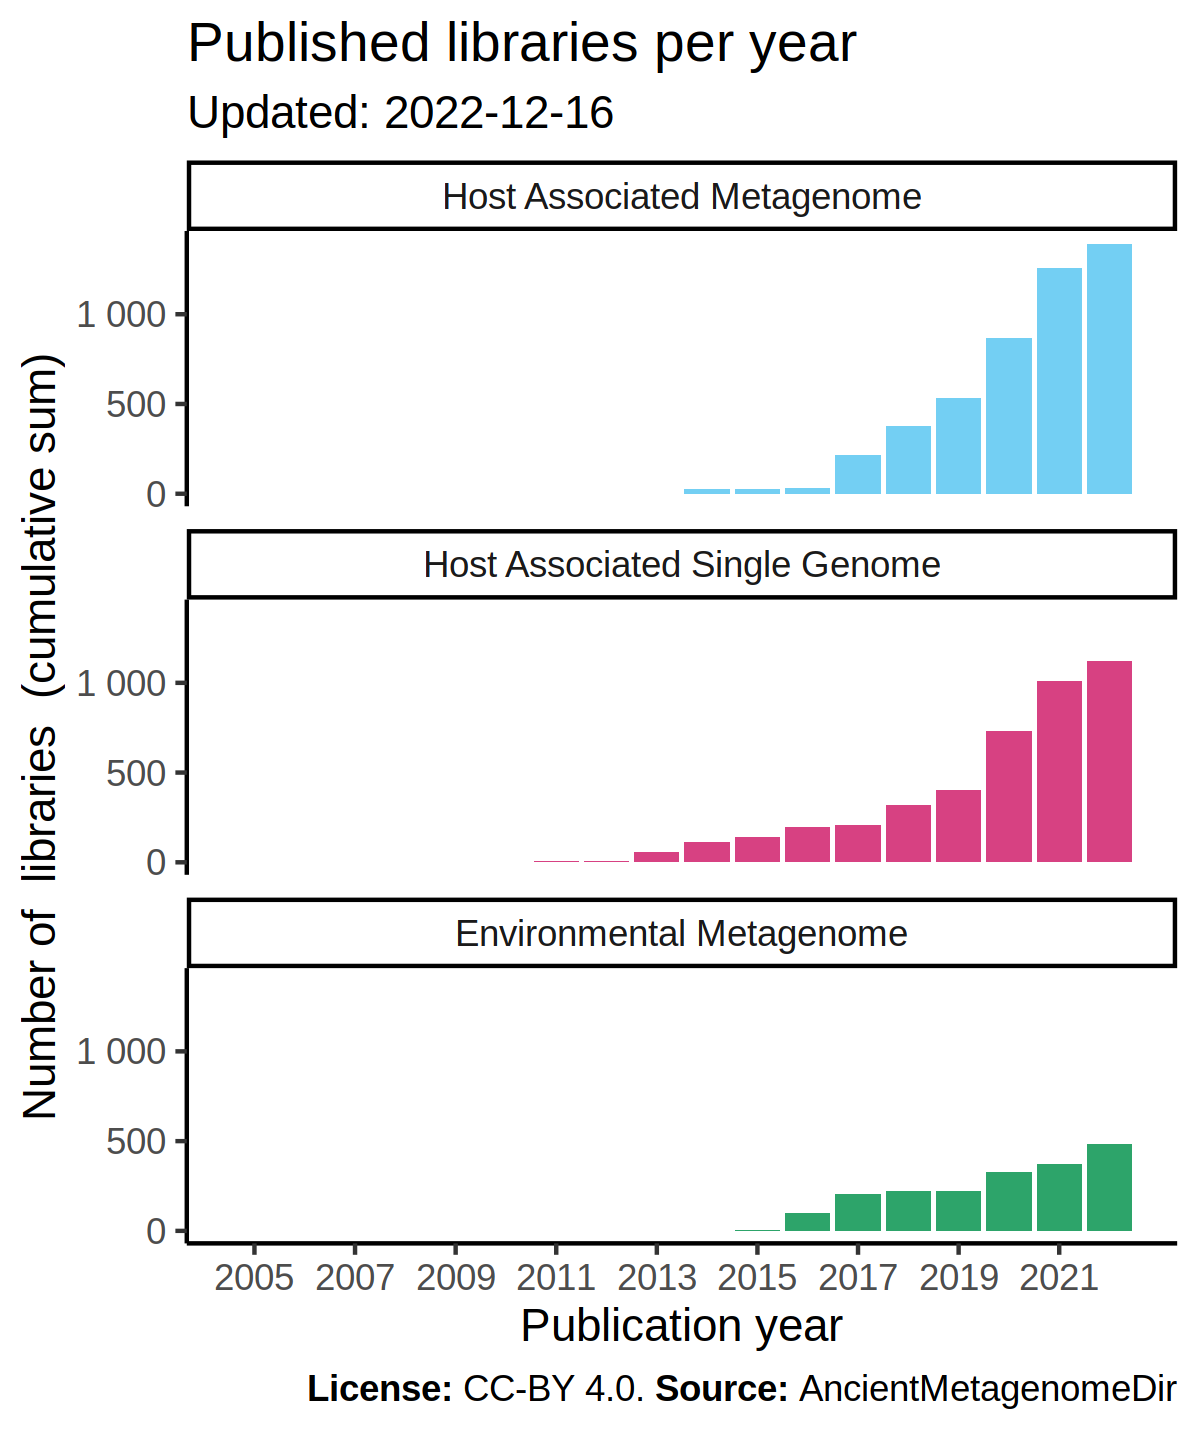 Published libraries per year
Updated: 2022-12-16
Host Associated Metagenome
1 000
500
0
Host Associated Single Genome
1 000
500
0
Environmental Metagenome
1 000
500
0
Number of libraries (cumulative sum)
2005 2007 2009 2011 2013 2015 2017 2019 2021
Publication year
License: CC-BY 4.0. Source: AncientMetagenomeDir